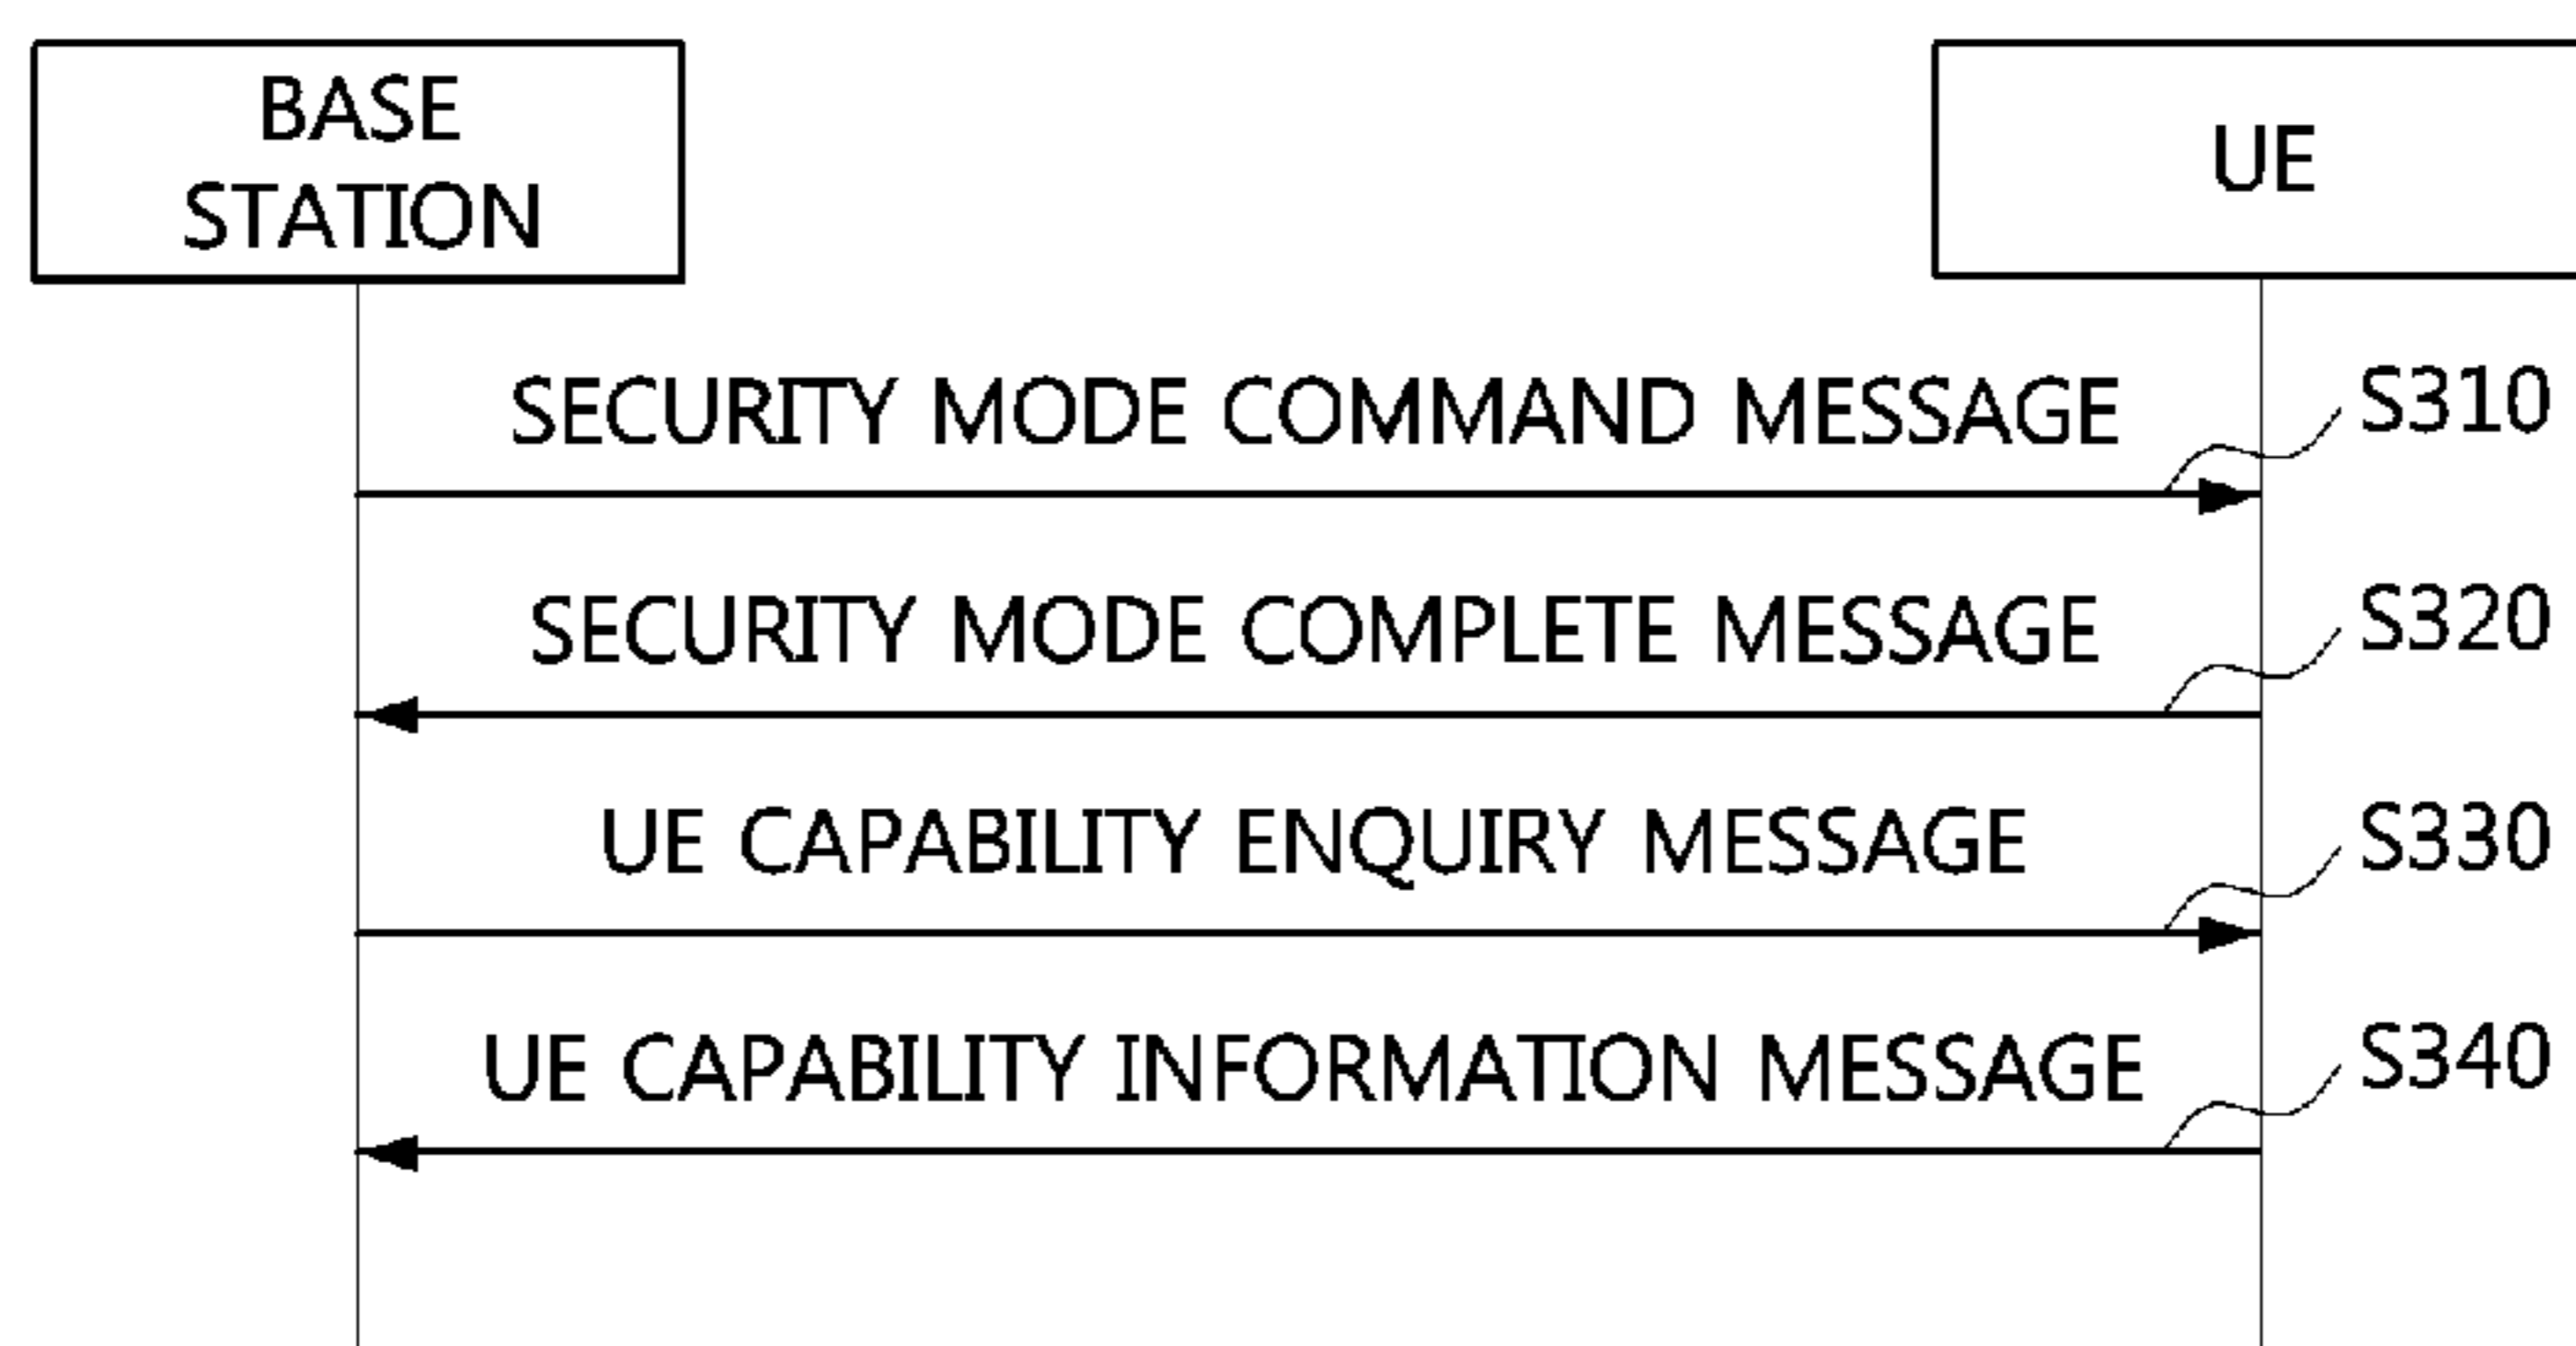 BASE
STATION
UE
SECURITY MODE COMMAND MESSAGE
S310
SECURITY MODE COMPLETE MESSAGE
S320
UE CAPABILITY ENQUIRY MESSAGE
S330
UE CAPABILITY INFORMATION MESSAGE
S340